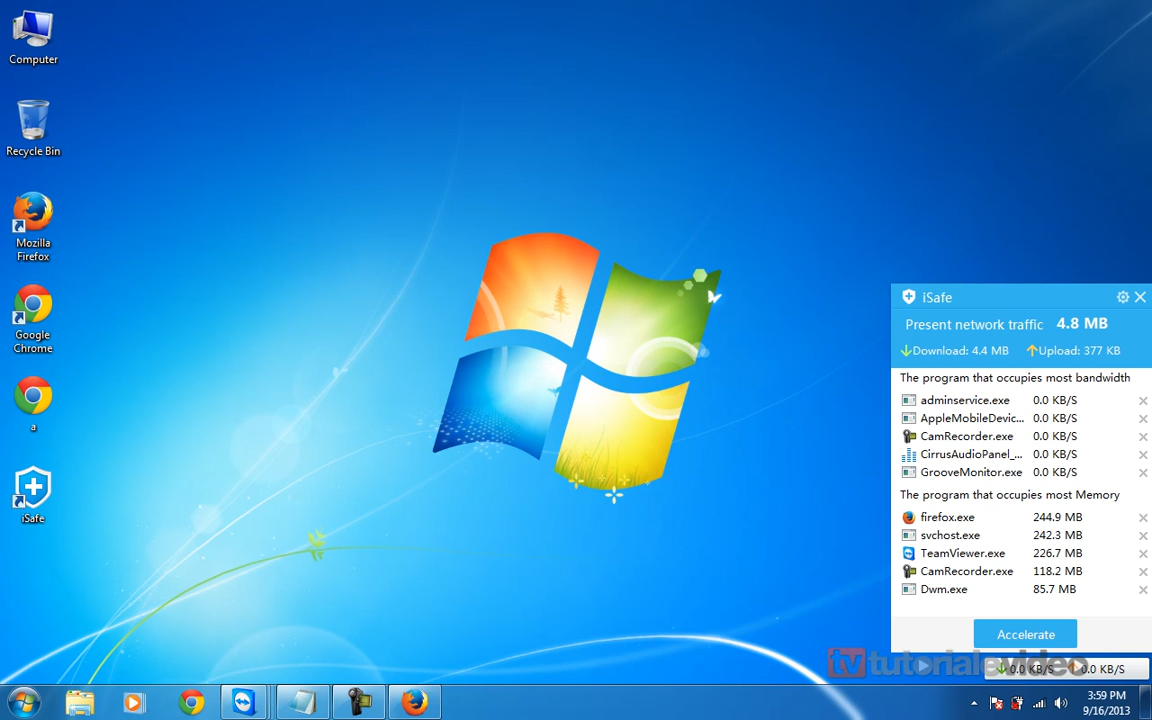 Computer
Recycle Bin
Mozilla
Firefox
Google
Chrome
a
iSafe
iSafe
Present network traffic 4.8 MB
Download: 4.4 MB Upload: 377 KB
The program that occupies most bandwidth
adminservice.exe 0.0 KB/S
AppleMobileDevic... 0.0 KB/S
CamRecorder.exe 0.0 KB/S
CirrusAudioPanel_... 0.0 KB/S
GrooveMonitor.exe 0.0 KB/S
The program that occupies most Memory
firefox.exe 244.9 MB
svchost.exe 242.3 MB
TeamViewer.exe 226.7 MB
CamRecorder.exe 118.2 MB
Dwm.exe 85.7 MB
Accelerate
tv tutorialevideo
0.0 KB/S 0.0 KB/S
3:59 PM
9/16/2013